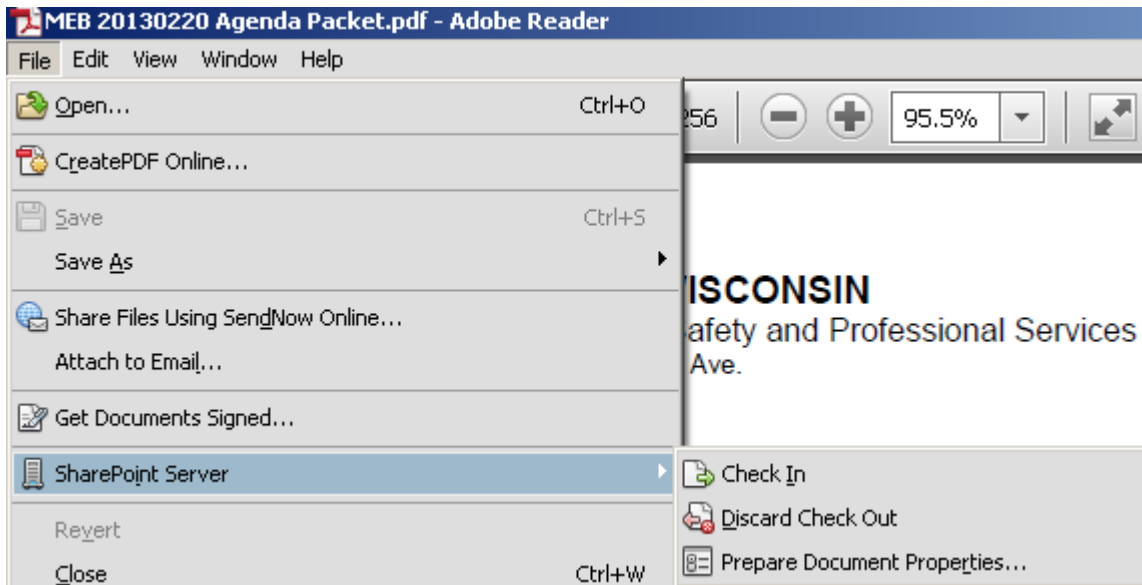 MEB 20130220 Agenda Packet.pdf - Adobe Reader
File Edit View Window Help
Open... Ctrl+O
256 95.5%
CreatePDF Online...
Save Ctrl+S
Save As
ISCONSIN
Share Files Using SendNow Online...
afety and Professional Services
Attach to Email...
Ave.
Get Documents Signed...
SharePoint Server
Check In
Discard Check Out
Revert
Prepare Document Properties...
Close Ctrl+W